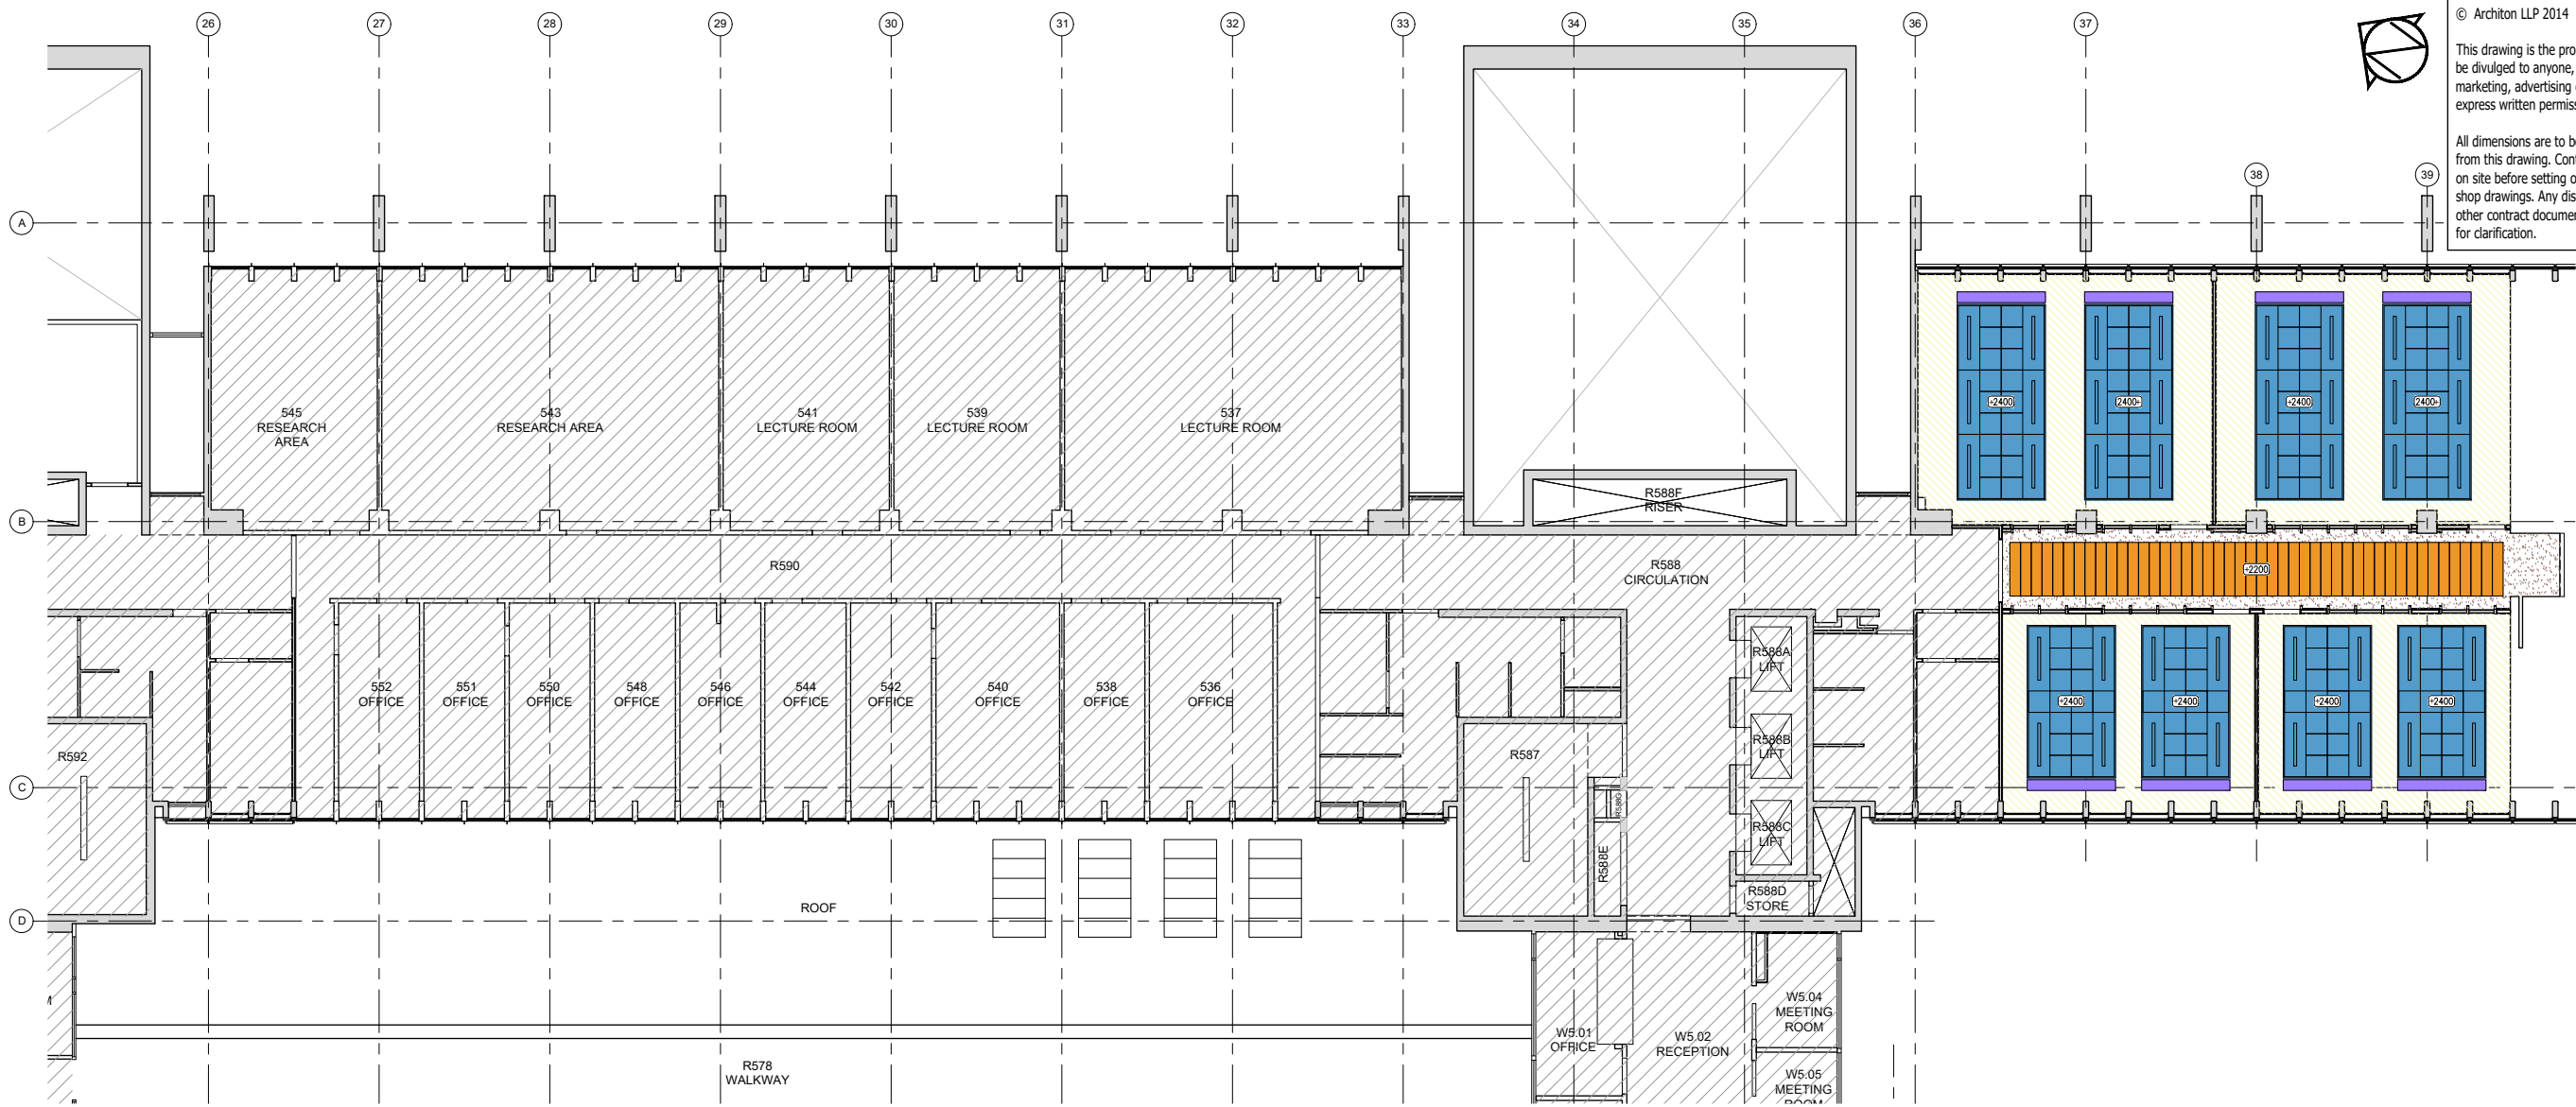 26 27 28 29 30 31 32 33 34 35 36 37
© Architon LLP 2014
This drawing is the pro
be divulged to anyone,
marketing, advertising
express written permiss
All dimensions are to be
from this drawing. Cont
on site before setting o
shop drawings. Any dis
other contract documen
for clarification.
38 39
A
545
RESEARCH
AREA
543
RESEARCH AREA
541
LECTURE ROOM
539
LECTURE ROOM
537
LECTURE ROOM
+2400
2400+
+2400
2400+
R588F
RISER
B
R590
R588
CIRCULATION
+2200
552
OFFICE
551
OFFICE
550
OFFICE
548
OFFICE
546
OFFICE
544
OFFICE
542
OFFICE
540
OFFICE
538
OFFICE
536
OFFICE
R588A
LIFT
+2400
+2400
+2400
+2400
R592
R587
R588B
LIFT
C
R588G
R588C
LIFT
R588E
R588D
STORE
ROOF
D
W5.01
OFFICE
W5.02
RECEPTION
W5.04
MEETING
ROOM
R578
WALKWAY
W5.05
MEETING
ROOM